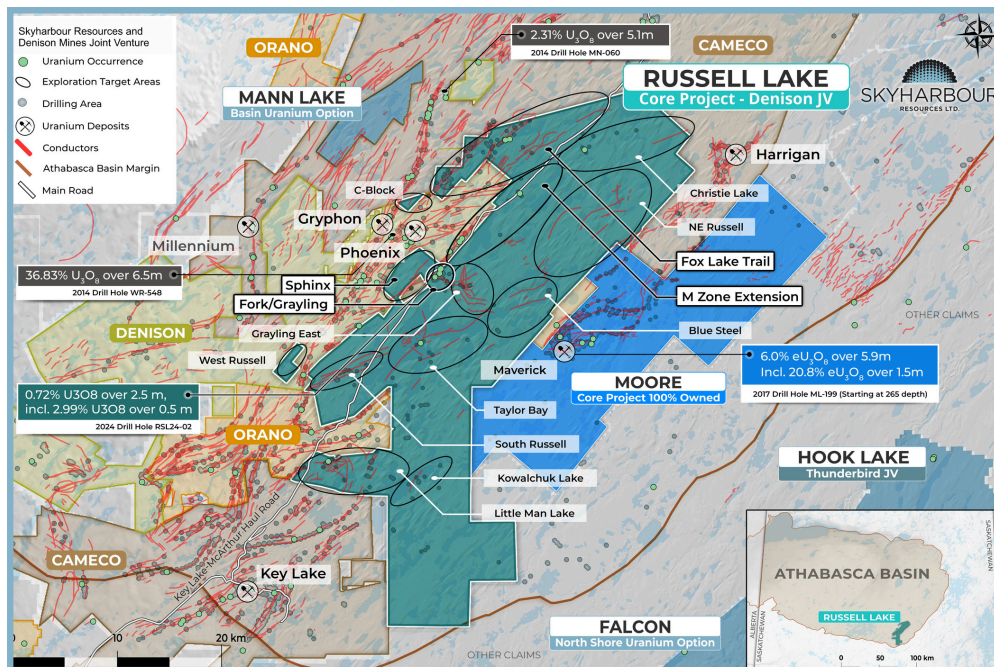 Skyharbour Resources and
Denison Mines Joint Venture
Uranium Occurrence
Exploration Target Areas
Drilling Area
Uranium Deposits
Conductors
Athabasca Basin Margin
Main Road
ORANO
MANN LAKE
Basin Uranium Option
2.31% U₃O₈ over 5.1m
2014 Drill Hole MN-060
CAMECO
RUSSELL LAKE
Core Project - Denison JV
SKYHARBOUR
RESOURCES LTD.
Harrigan
C-Block
Christie Lake
Gryphon
NE Russell
Millennium
Phoenix
Fox Lake Trail
36.83% U₃O₈ over 6.5m
2014 Drill Hole WR-548
Sphinx
Fork/Grayling
M Zone Extension
OTHER CLAIMS
DENISON
Grayling East
Blue Steel
West Russell
Maverick
6.0% eU₃O₈ over 5.9m
Incl. 20.8% eU₃O₈ over 1.5m
2017 Drill Hole ML-199 (Starting at 265 depth)
MOORE
Core Project 100% Owned
0.72% U3O8 over 2.5 m,
incl. 2.99% U3O8 over 0.5 m
2024 Drill Hole RSL24-02
Taylor Bay
ORANO
South Russell
HOOK LAKE
Thunderbird JV
Kowalchuk Lake
Little Man Lake
Key Lake-McArthur Haul Road
CAMECO
Key Lake
ATHABASCA BASIN
SASKATCHEWAN
RUSSELL LAKE
ALBERTA
SASKATCHEWAN
0 50 100 km
FALCON
North Shore Uranium Option
0 10 20 km
OTHER CLAIMS